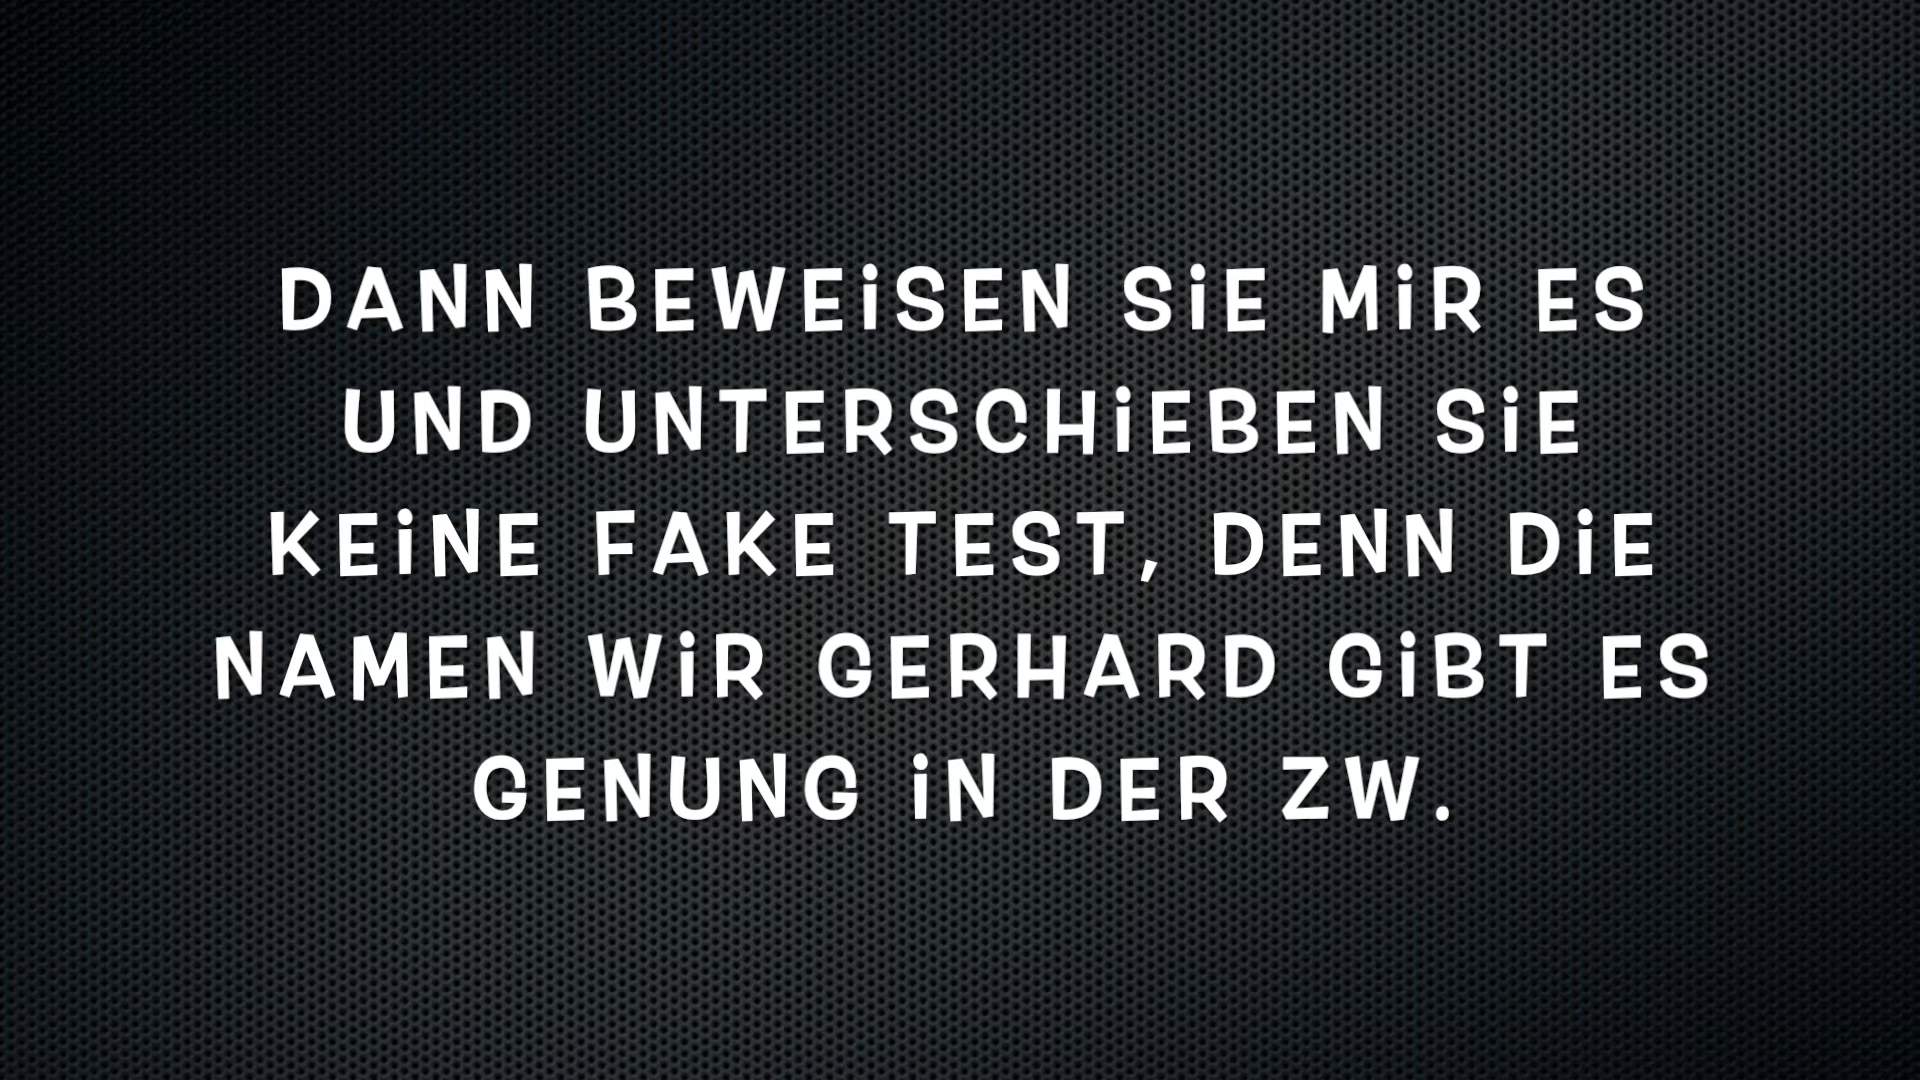 DANN BEWEiSEN SiE MiR ES
UND UNTERSCHiEBEN SiE
KEiNE FAKE TEST, DENN DiE
NAMEN WiR GERHARD GiBT ES
GENUNG iN DER ZW.